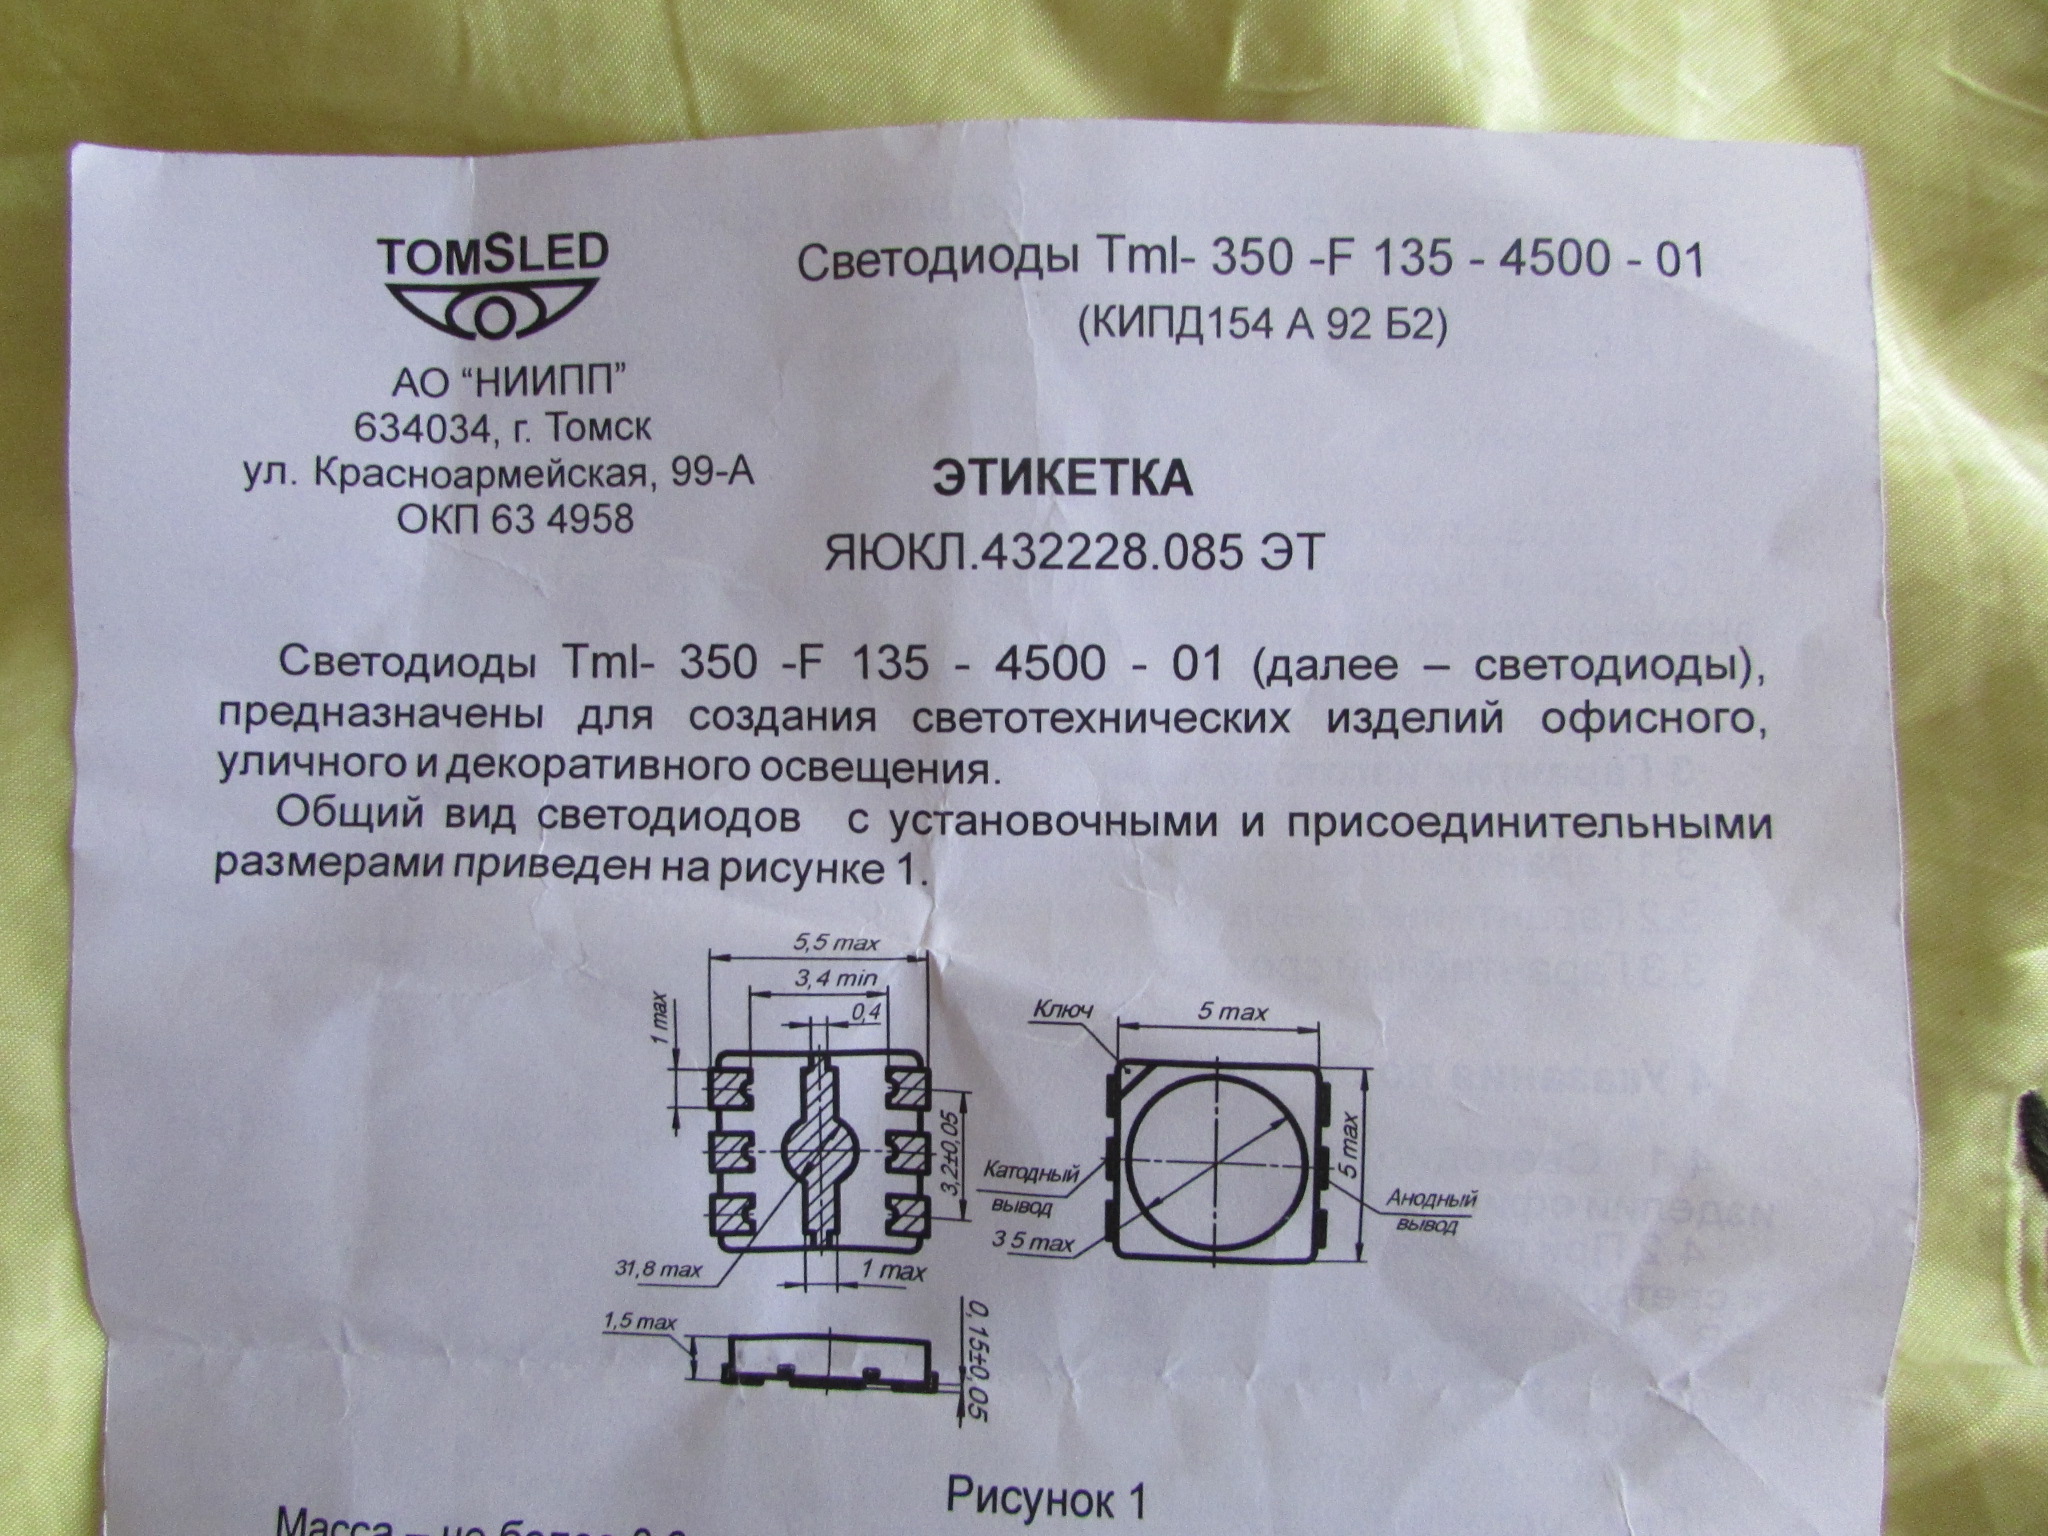 TOMSLED
АО “НИИПП”
634034, г. Томск
ул. Красноармейская, 99-А
ОКП 63 4958
Светодиоды Tml- 350 -F 135 - 4500 - 01
(КИПД154 А 92 Б2)
ЭТИКЕТКА
ЯЮКЛ.432228.085 ЭТ
Светодиоды Tml- 350 -F 135 - 4500 - 01 (далее – светодиоды),
предназначены для создания светотехнических изделий офисного,
уличного и декоративного освещения.
Общий вид светодиодов с установочными и присоединительными
размерами приведен на рисунке 1.
5,5 max
3,4 min
0,4
1 max
3,2±0,05
31,8 max
1 max
Ключ
5 max
5 max
Катодный
вывод
3 5 max
Анодный
вывод
1,5 max
0,15±0,05
Рисунок 1
Масса – не более